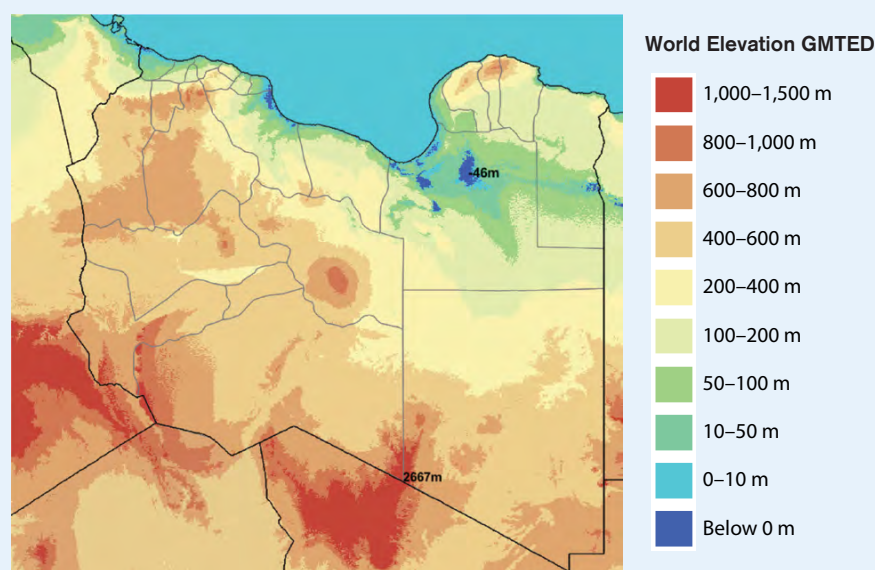 World Elevation GMTED
1,000–1,500 m
800–1,000 m
600–800 m
400–600 m
200–400 m
100–200 m
50–100 m
10–50 m
0–10 m
Below 0 m
-46m
2667m